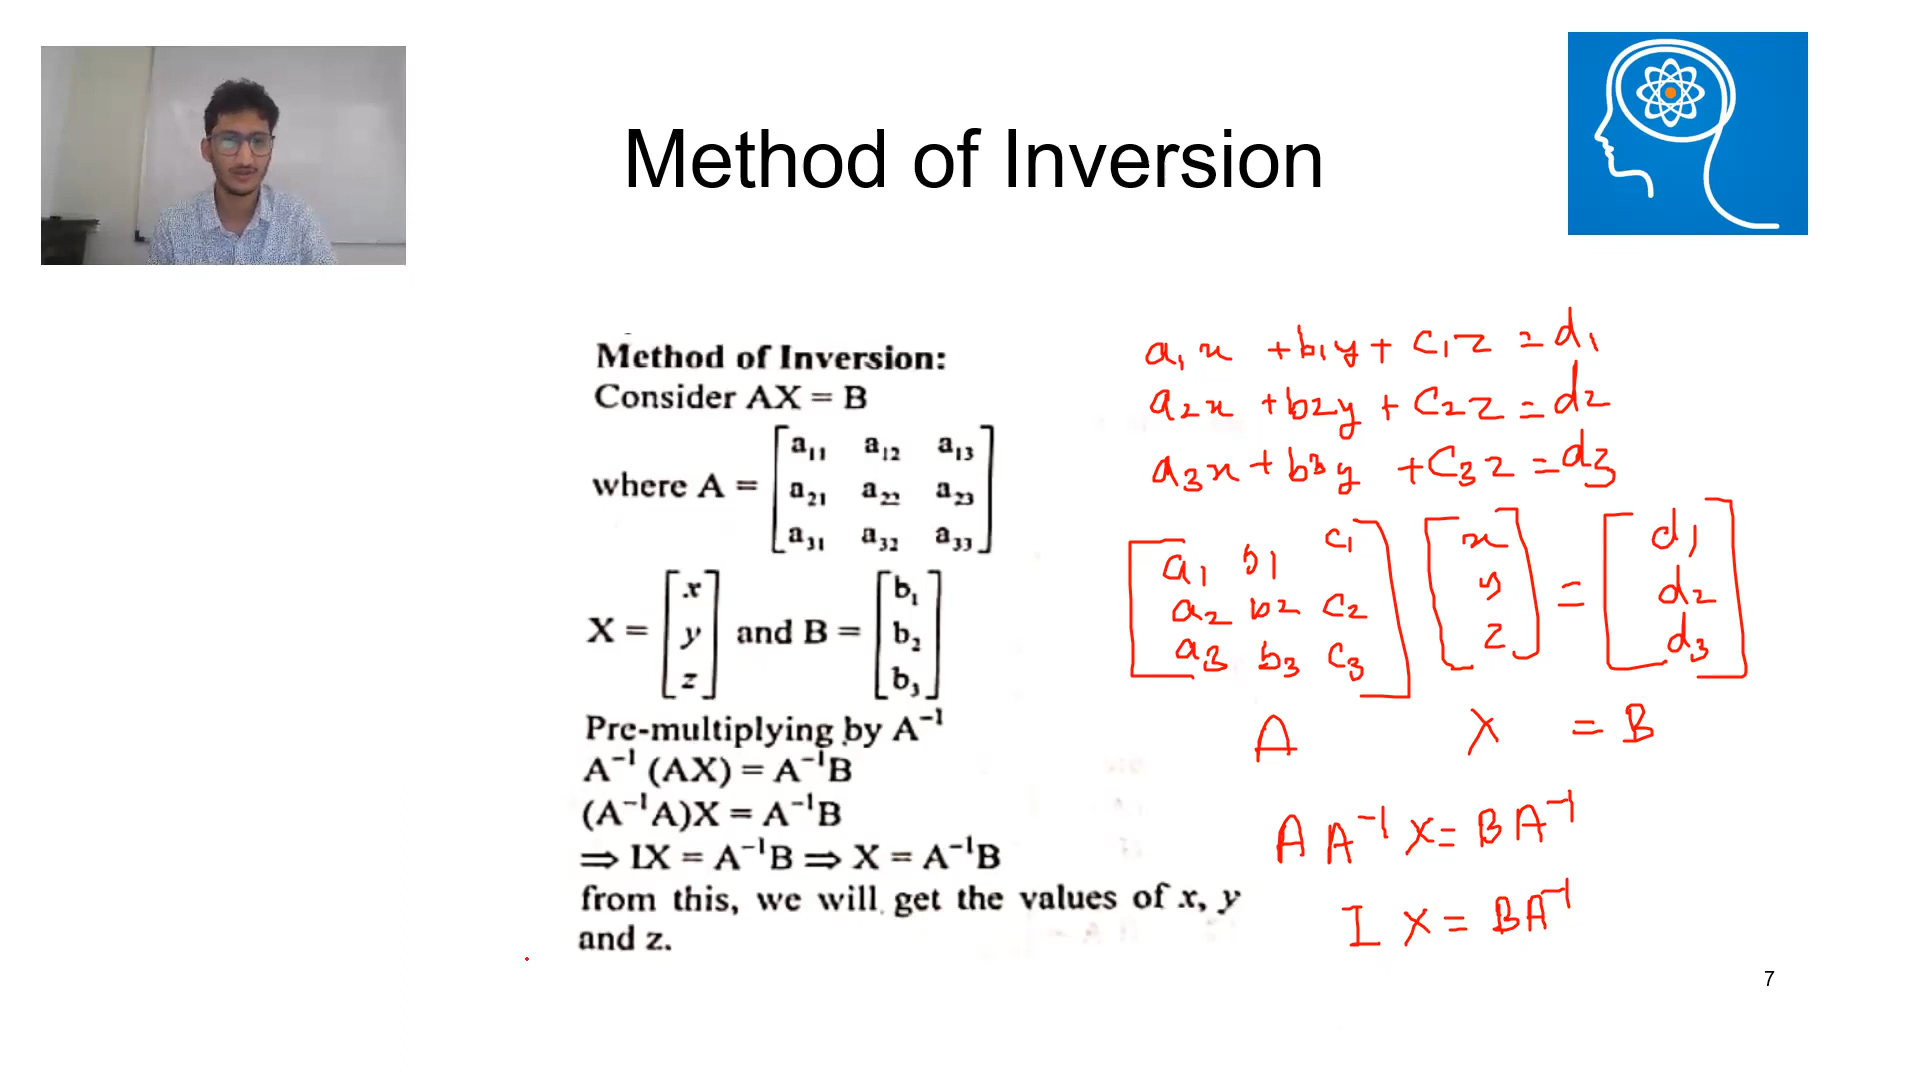 Method of Inversion
Method of Inversion:
Consider AX = B
where A = [a₁₁ a₁₂ a₁₃
a₂₁ a₂₂ a₂₃
a₃₁ a₃₂ a₃₃]
X = [x y z] and B = [b₁ b₂ b₃]
Pre-multiplying by A⁻¹
A⁻¹ (AX) = A⁻¹B
(A⁻¹A)X = A⁻¹B
⇒ IX = A⁻¹B ⇒ X = A⁻¹B
from this, we will get the values of x, y
and z.
a₁x + b₁y + c₁z = d₁
a₂x + b₂y + c₂z = d₂
a₃x + b₃y + c₃z = d₃
[a₁ b₁ c₁
a₂ b₂ c₂
a₃ b₃ c₃] [x y z] = [d₁ d₂ d₃]
A X = B
A A⁻¹ X = B A⁻¹
I X = B A⁻¹
7